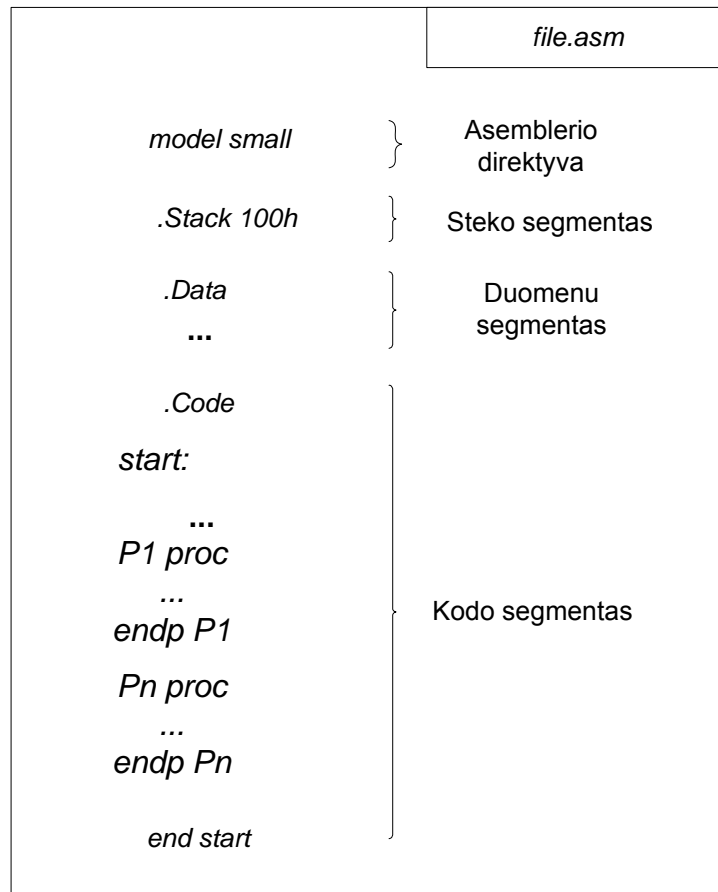 file.asm
model small
Asemblerio
direktyva
.Stack 100h
Steko segmentas
.Data
...
Duomenu
segmentas
.Code
start:
...
P1 proc
...
endp P1
Kodo segmentas
Pn proc
...
endp Pn
end start